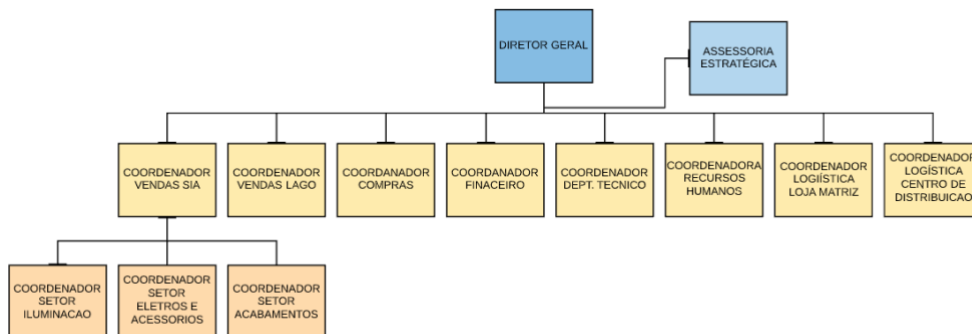 DIRETOR GERAL
ASSESSORIA
ESTRATÉGICA
COORDENADOR
VENDAS SIA
COORDENADOR
VENDAS LAGO
COORDANADOR
COMPRAS
COORDANADOR
FINACEIRO
COORDENADOR
DEPT. TECNICO
COORDENADORA
RECURSOS
HUMANOS
COORDENADOR
LOGIÍSTICA
LOJA MATRIZ
COORDENADOR
LOGÍSTICA
CENTRO DE
DISTRIBUICAO
COORDENADOR
SETOR
ILUMINACAO
COORDENADOR
SETOR
ELETROS E
ACESSORIOS
COORDENADOR
SETOR
ACABAMENTOS